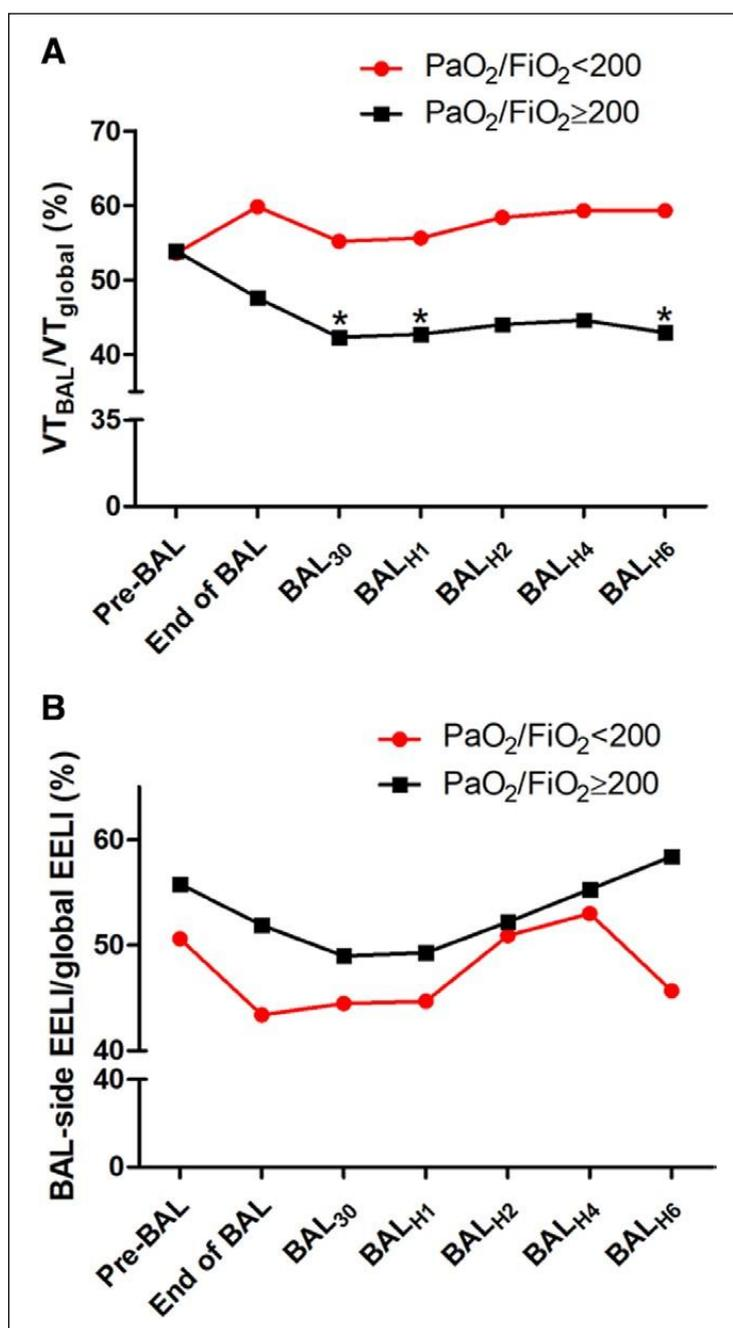 A
PaO2/FiO2<200
PaO2/FiO2≥200
VTBAL/VTglobal (%)
70
60
50
40
35
0
* * *
Pre-BAL
End of BAL
BAL30
BALH1
BALH2
BALH4
BALH6
B
PaO2/FiO2<200
PaO2/FiO2≥200
BAL-side EELI/global EELI (%)
60
50
40
40
0
Pre-BAL
End of BAL
BAL30
BALH1
BALH2
BALH4
BALH6